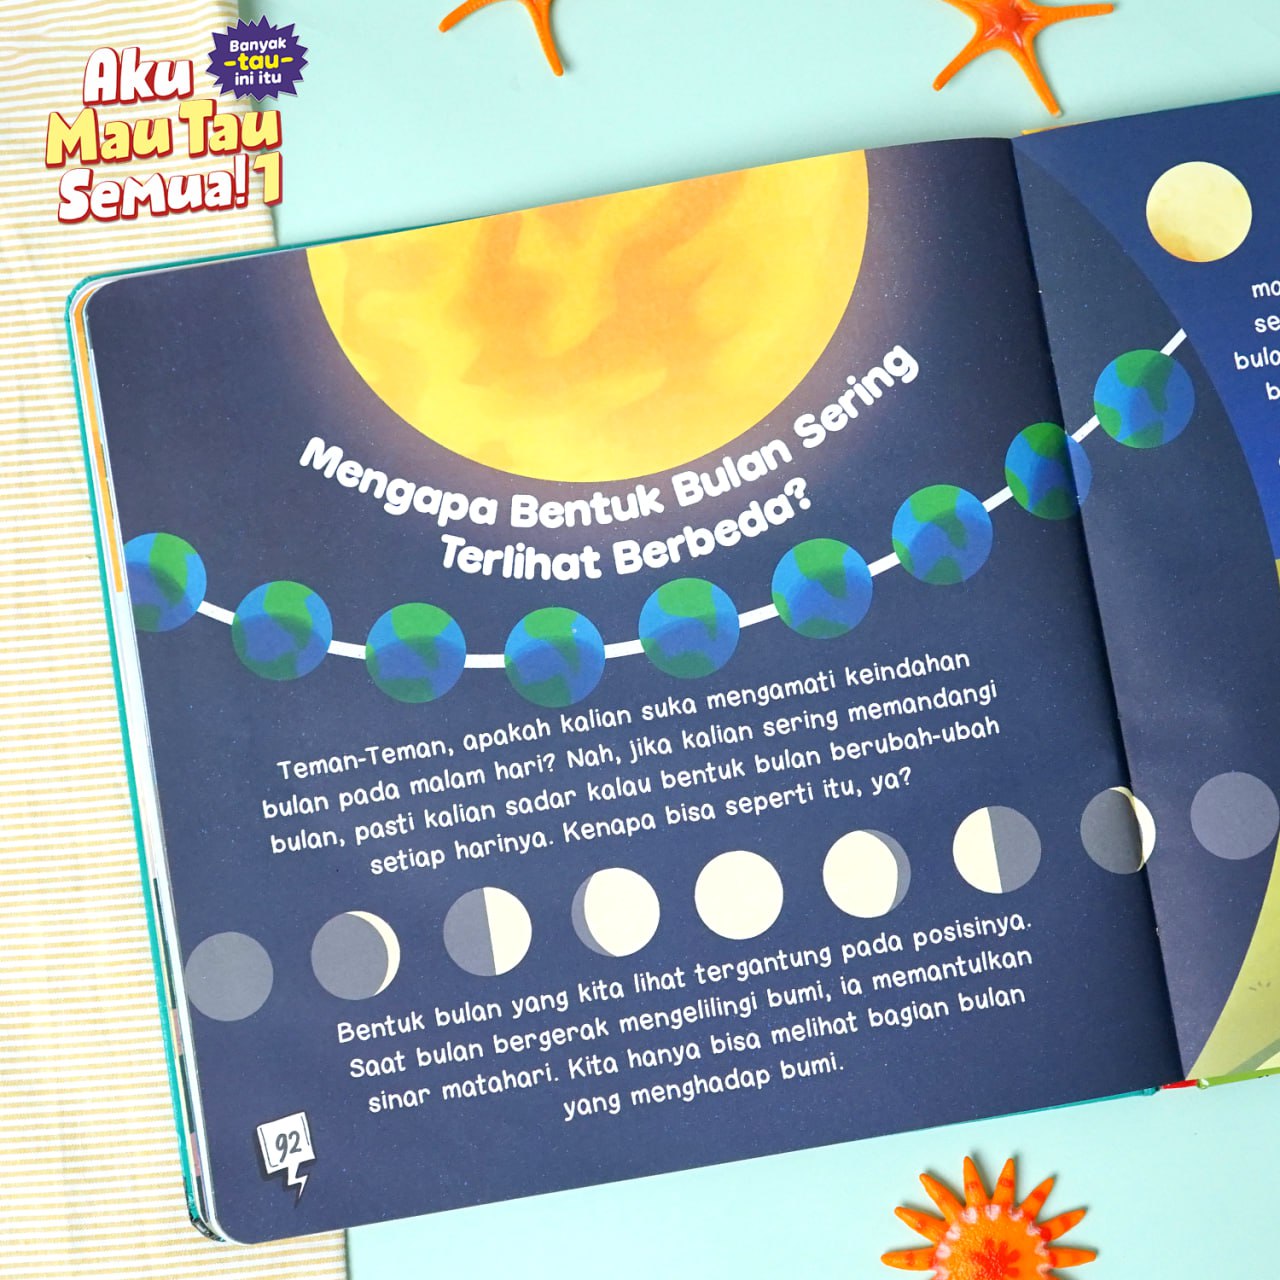 Aku
Mau Tau
Semua! 1
Banyak
-tau-
ini itu
Mengapa Bentuk Bulan Sering
Terlihat Berbeda?
Teman-Teman, apakah kalian suka mengamati keindahan
bulan pada malam hari? Nah, jika kalian sering memandangi
bulan, pasti kalian sadar kalau bentuk bulan berubah-ubah
setiap harinya. Kenapa bisa seperti itu, ya?
Bentuk bulan yang kita lihat tergantung pada posisinya.
Saat bulan bergerak mengelilingi bumi, ia memantulkan
sinar matahari. Kita hanya bisa melihat bagian bulan
yang menghadap bumi.
92